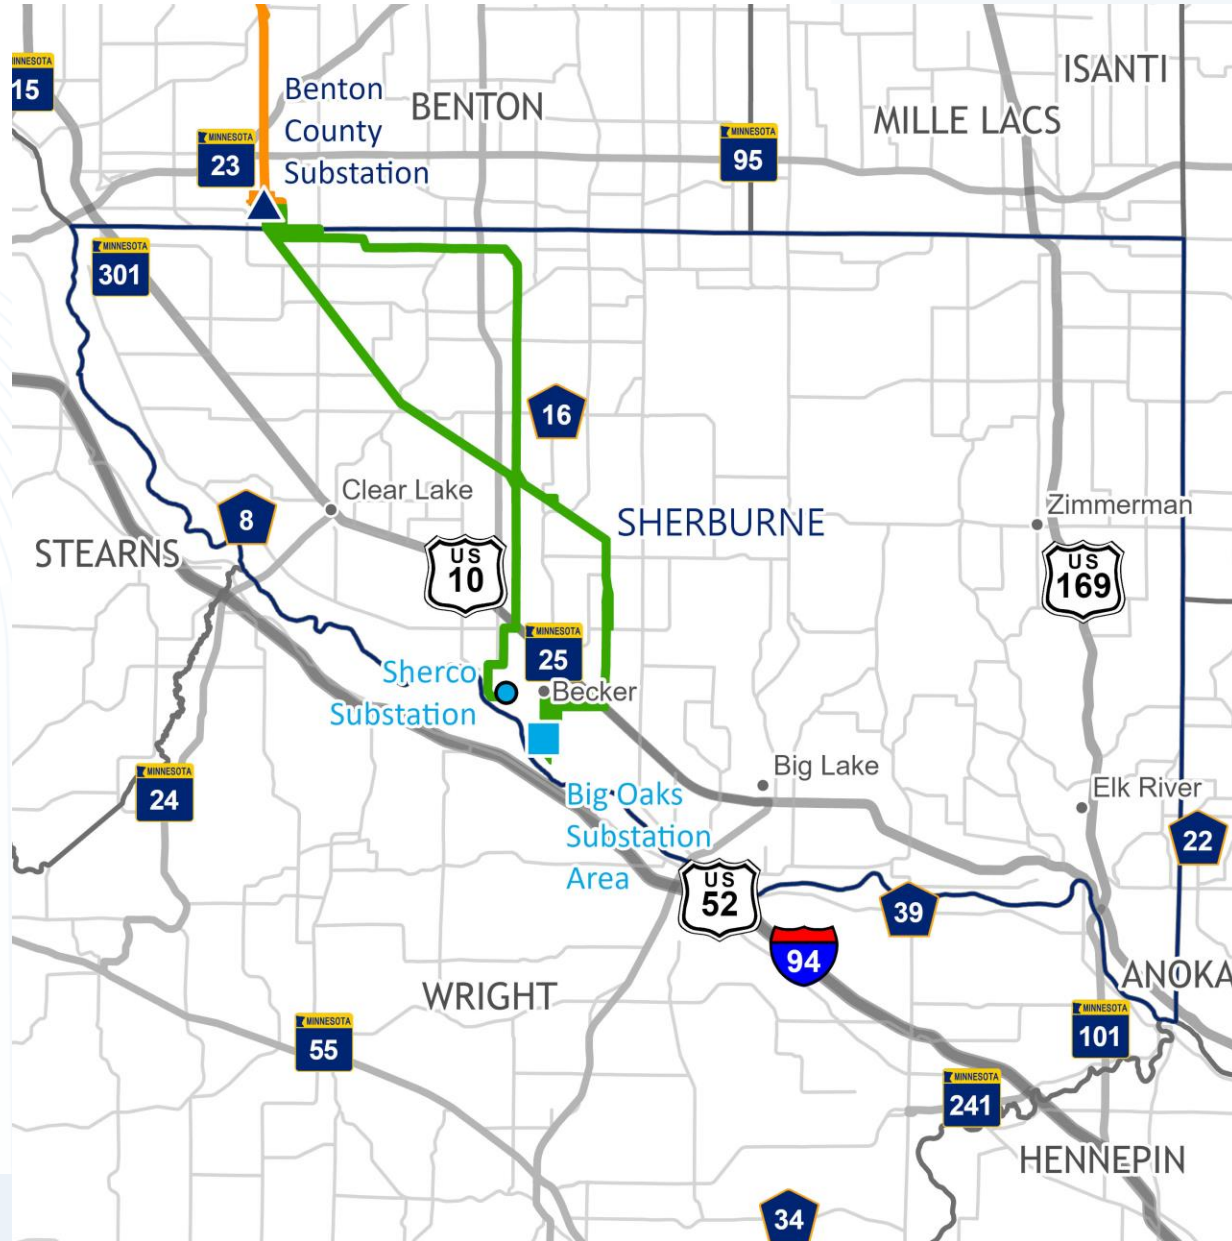 ISANTI
MINNESOTA
15
Benton
County
Substation
BENTON
MILLE LACS
MINNESOTA
23
MINNESOTA
95
MINNESOTA
301
16
Clear Lake
Zimmerman
8
SHERBURNE
STEARNS
US
10
US
169
MINNESOTA
25
Sherco
Substation
Becker
MINNESOTA
24
Big Lake
Elk River
Big Oaks
Substation
Area
22
US
52
39
94
ANOKA
WRIGHT
MINNESOTA
55
MINNESOTA
101
MINNESOTA
241
HENNEPIN
34